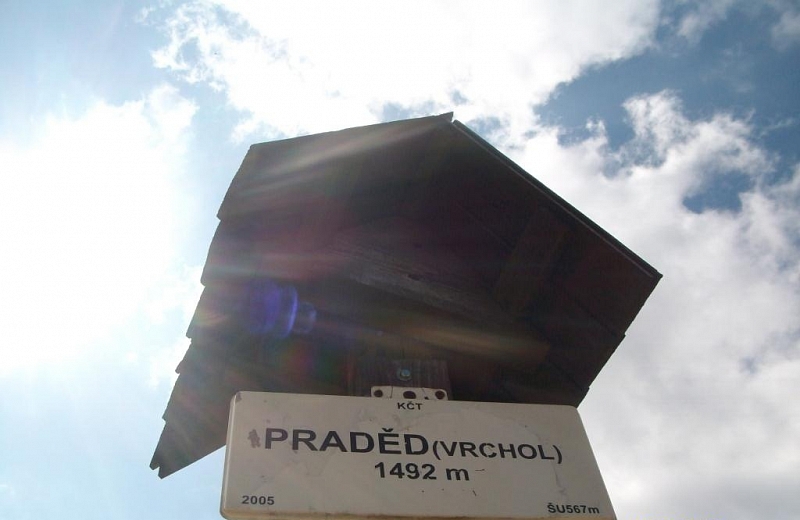 KČT
PRADĚD(VRCHOL)
1492 m
2005 ŠU567m